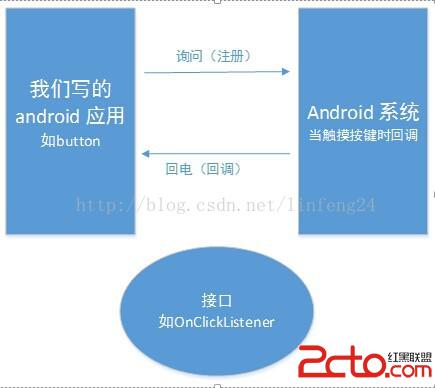 我们写的
android 应用
如button
询问（注册）
回电（回调）
Android 系统
当触摸按键时回调
http://blog.csdn.net/linfeng24
接口
如OnClickListener
红黑联盟
2cto.com